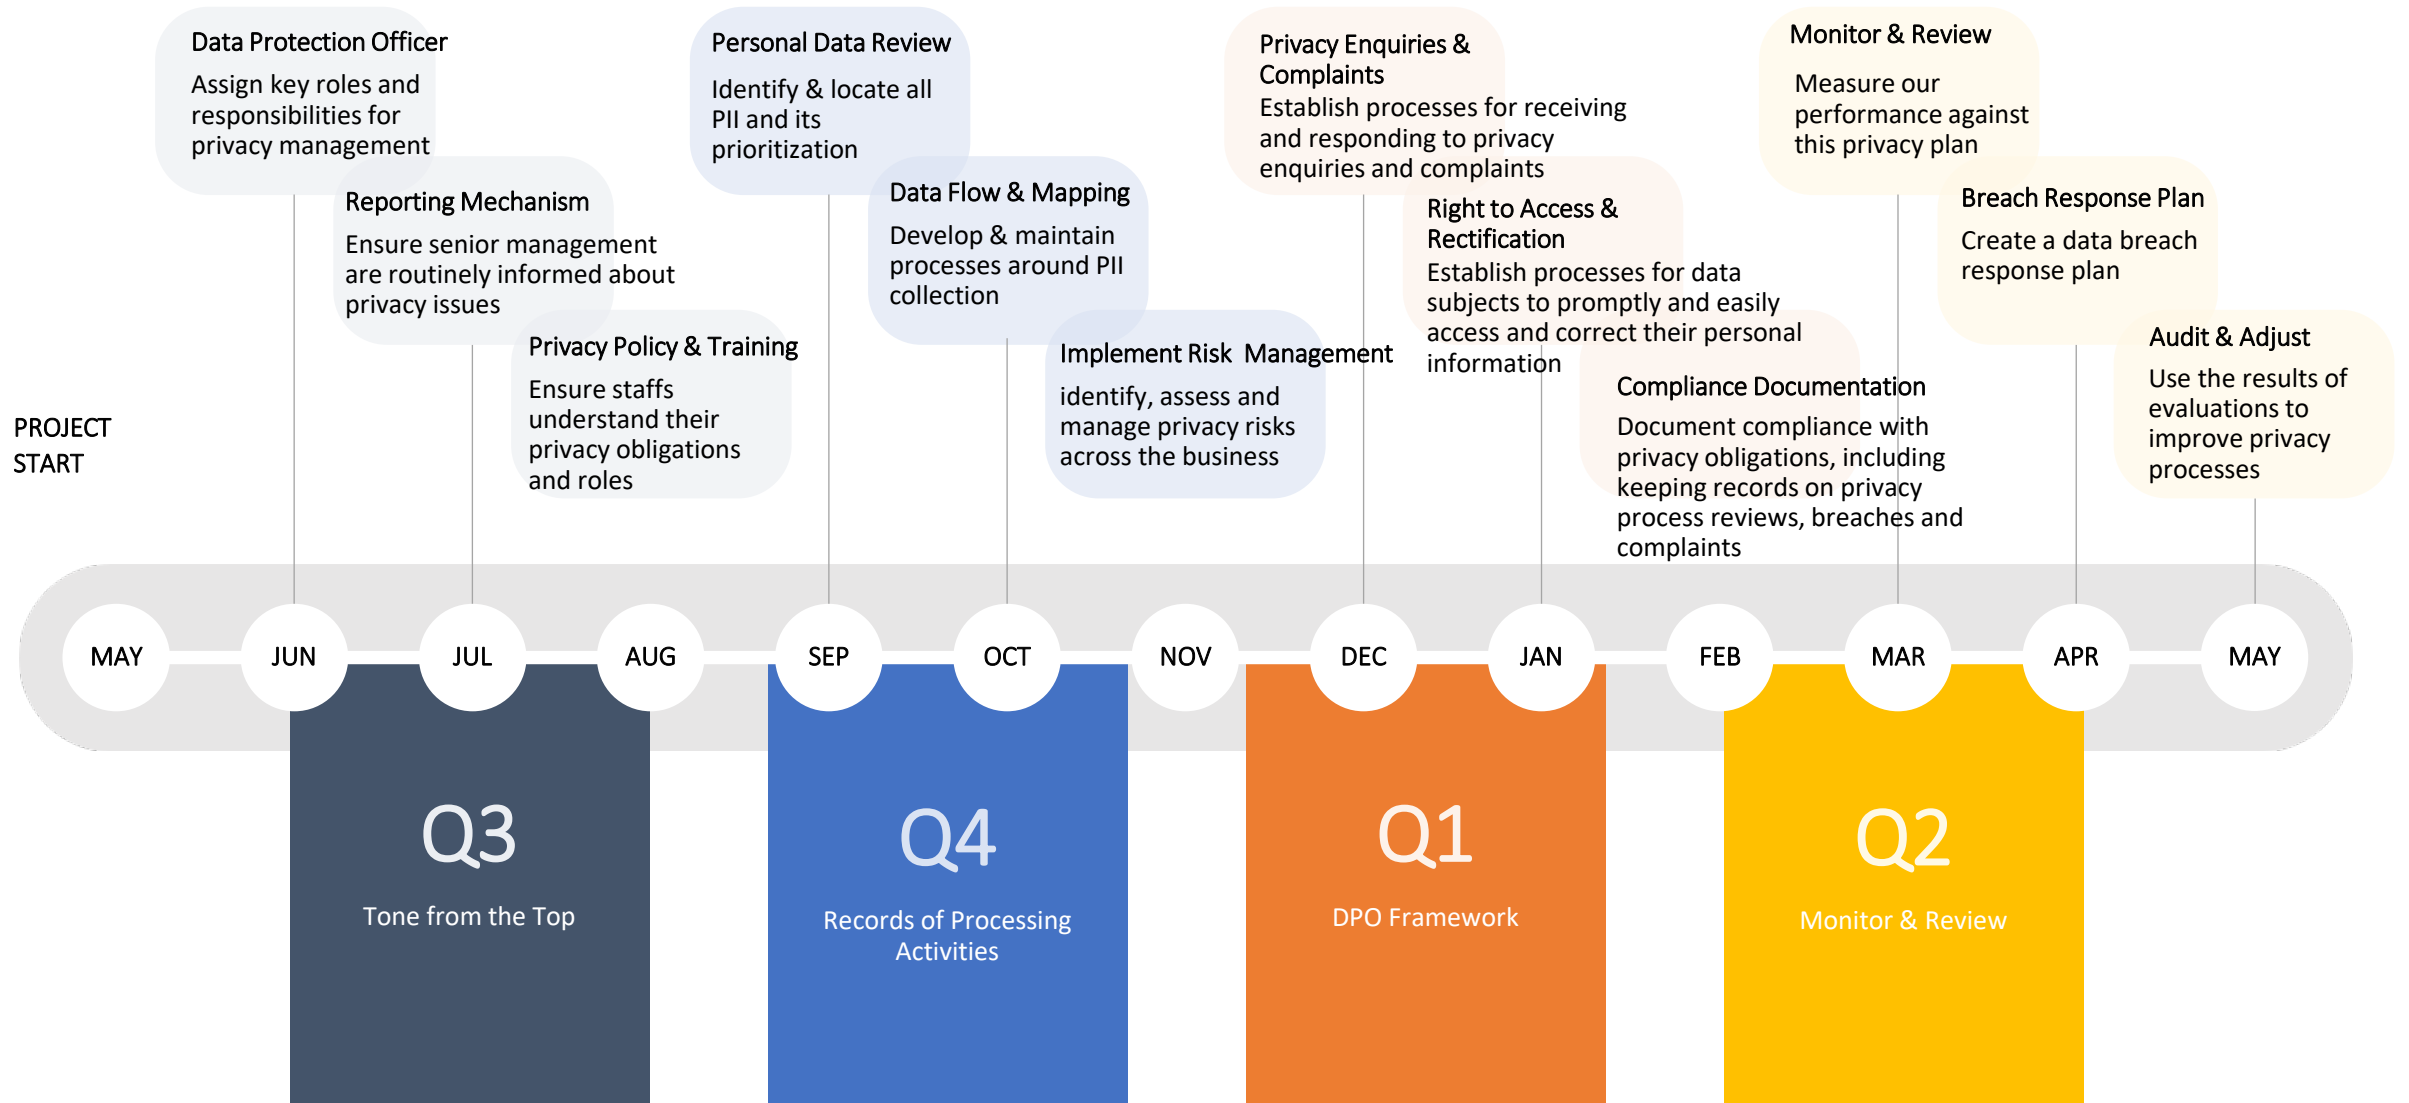 Data Protection Officer
Assign key roles and
responsibilities for
privacy management
Reporting Mechanism
Ensure senior management
are routinely informed about
privacy issues
Privacy Policy & Training
Ensure staffs
understand their
privacy obligations
and roles
Personal Data Review
Identify & locate all
PII and its
prioritization
Data Flow & Mapping
Develop & maintain
processes around PII
collection
Implement Risk  Management
identify, assess and
manage privacy risks
across the business
Privacy Enquiries &
Complaints
Establish processes for receiving
and responding to privacy
enquiries and complaints
Right to Access &
Rectification
Establish processes for data
subjects to promptly and easily
access and correct their personal
information
Compliance Documentation
Document compliance with
privacy obligations, including
keeping records on privacy
process reviews, breaches and
complaints
Monitor & Review
Measure our
performance against
this privacy plan
Breach Response Plan
Create a data breach
response plan
Audit & Adjust
Use the results of
evaluations to
improve privacy
processes
PROJECT
START
MAY
JUN
JUL
AUG
SEP
OCT
NOV
DEC
JAN
FEB
MAR
APR
MAY
Q3
Tone from the Top
Q4
Records of Processing
Activities
Q1
DPO Framework
Q2
Monitor & Review